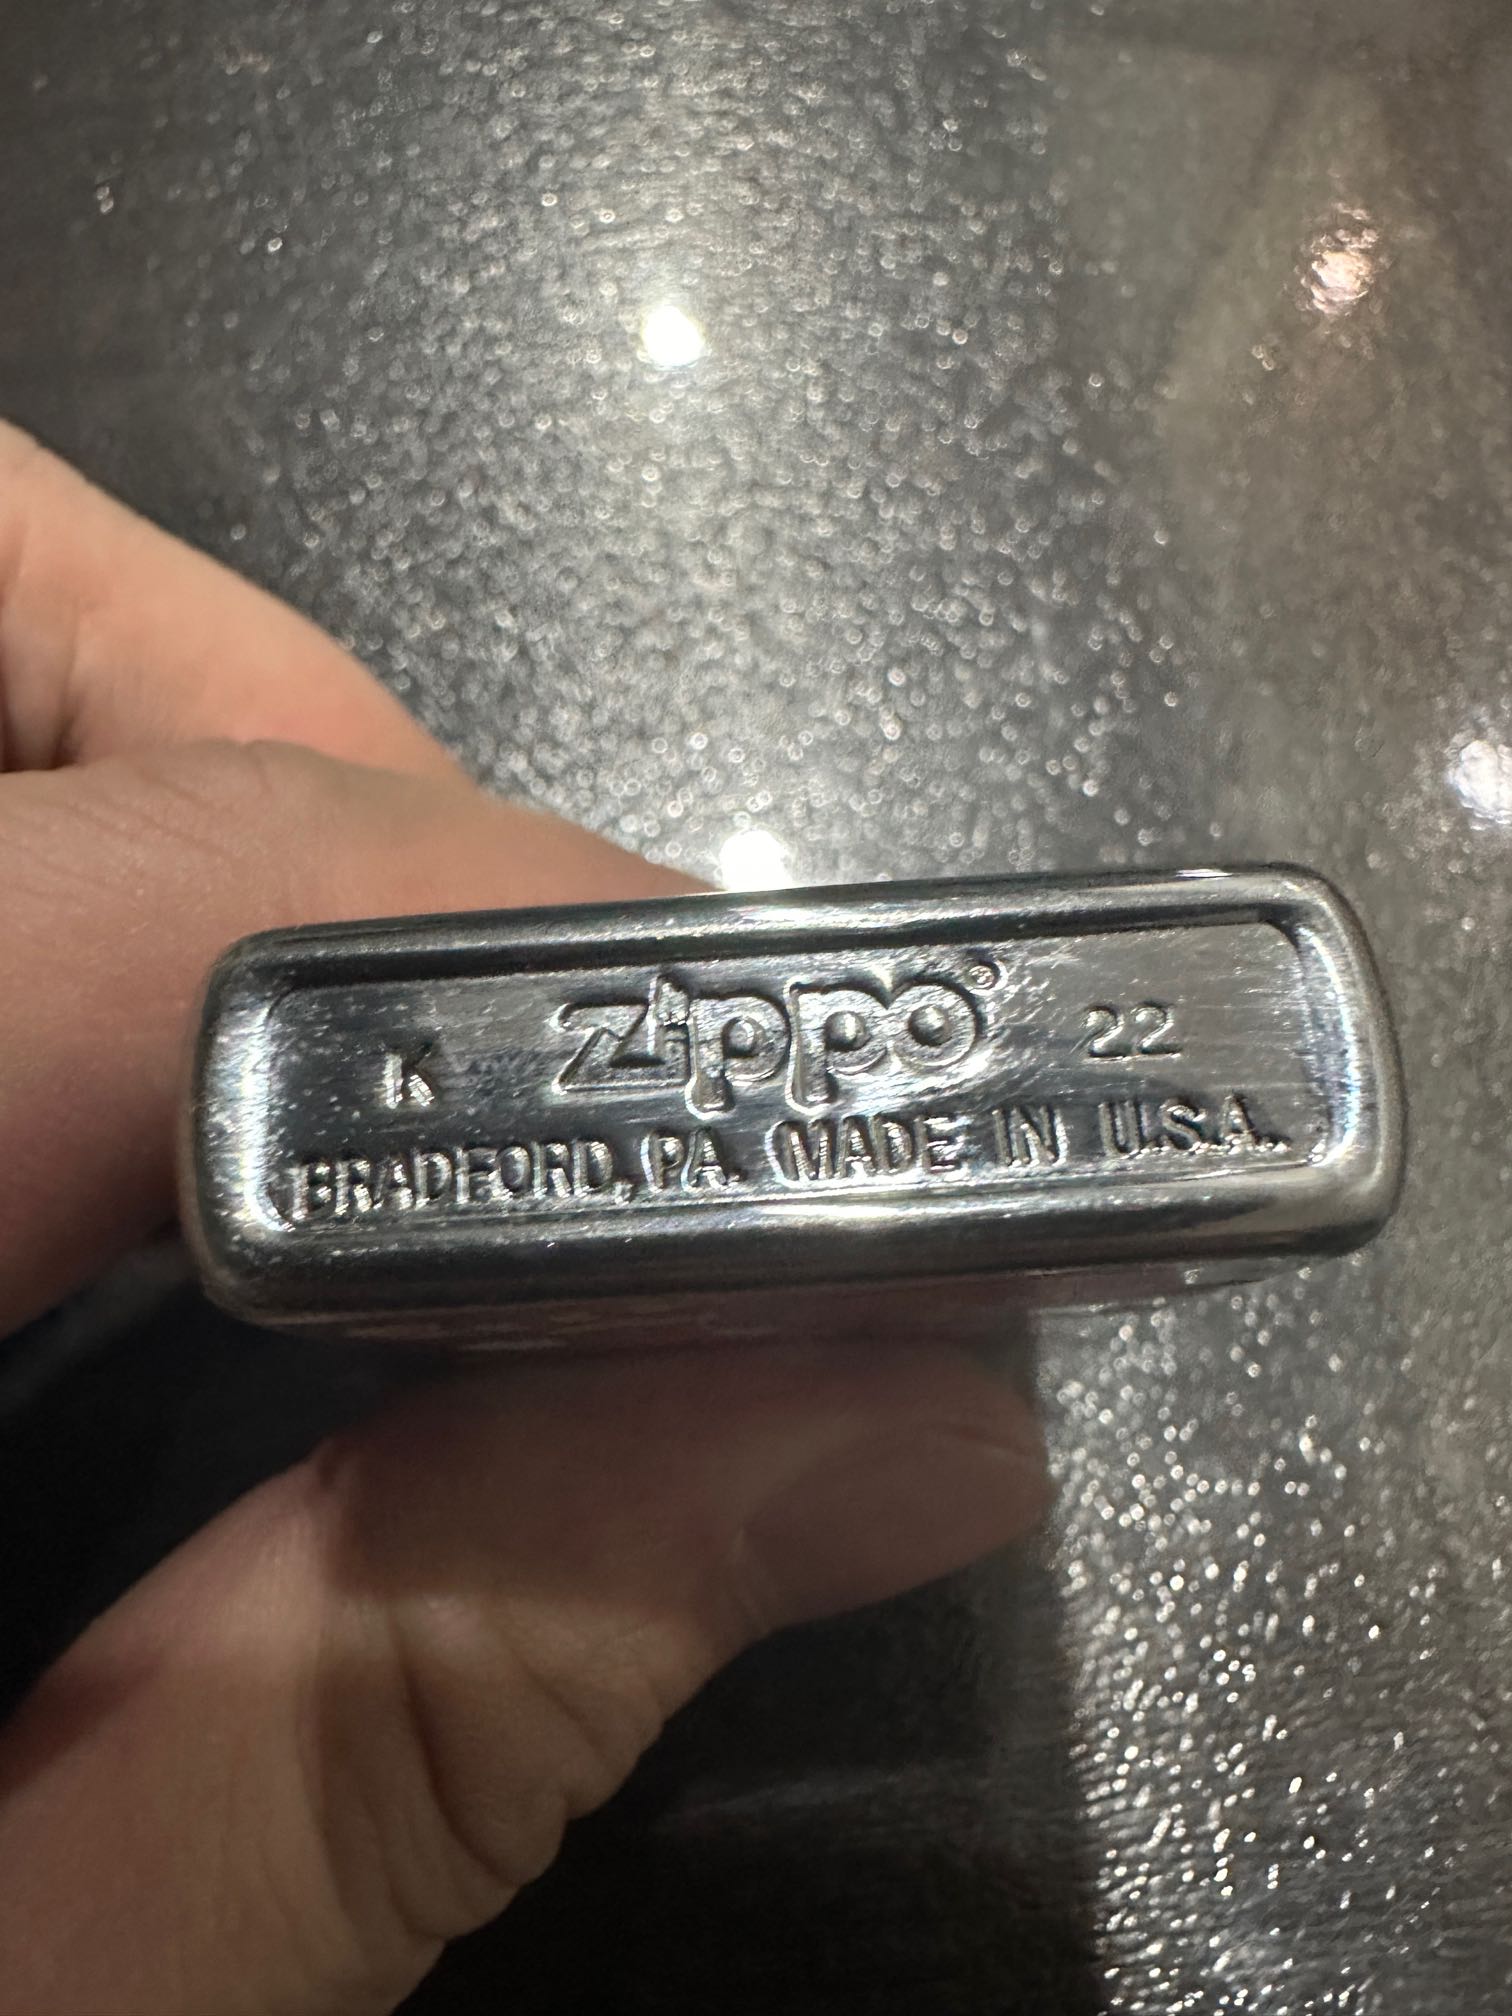 K zippo® 22
BRADFORD, PA. MADE IN U.S.A.